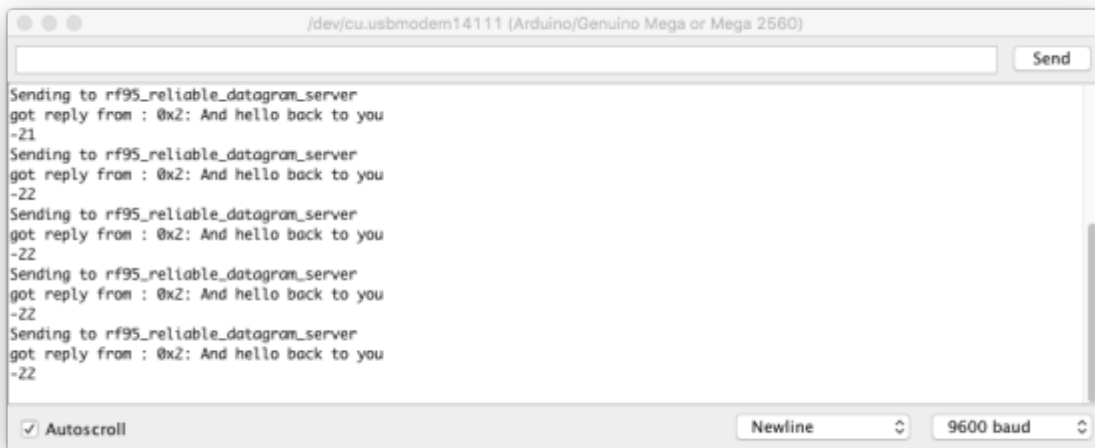 /dev/cu.usbmodem14111 (Arduino/Genuino Mega or Mega 2560)
Send
Sending to rf95_reliable_datagram_server
got reply from : 0x2: And hello back to you
-21
Sending to rf95_reliable_datagram_server
got reply from : 0x2: And hello back to you
-22
Sending to rf95_reliable_datagram_server
got reply from : 0x2: And hello back to you
-22
Sending to rf95_reliable_datagram_server
got reply from : 0x2: And hello back to you
-22
Sending to rf95_reliable_datagram_server
got reply from : 0x2: And hello back to you
-22
Autoscroll Newline 9600 baud